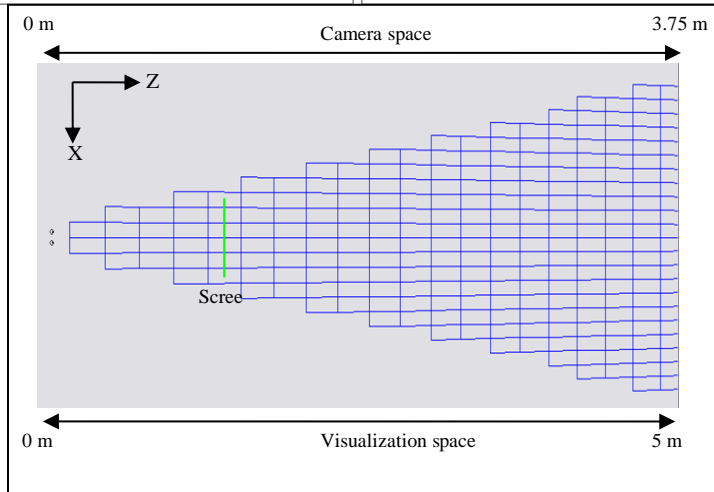 0 m
3.75 m
Camera space
Z
X
Scree
0 m
Visualization space
5 m